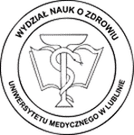 WYDZIAŁ NAUK O ZDROWIU
UNIWERSYTETU MEDYCZNEGO W LUBLINIE